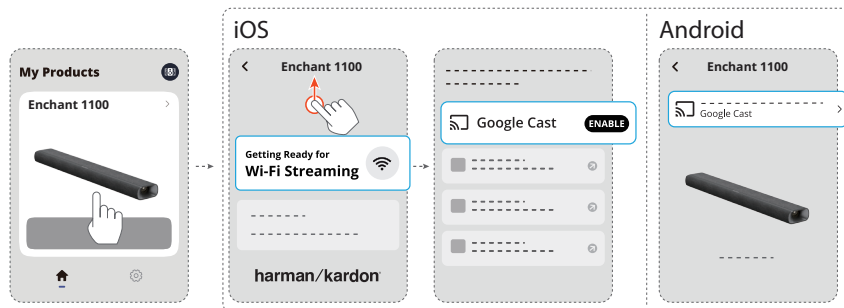 iOS
Android
My Products
Enchant 1100
Enchant 1100
Getting Ready for
Wi-Fi Streaming
harman/kardon
Google Cast
ENABLE
Enchant 1100
Google Cast